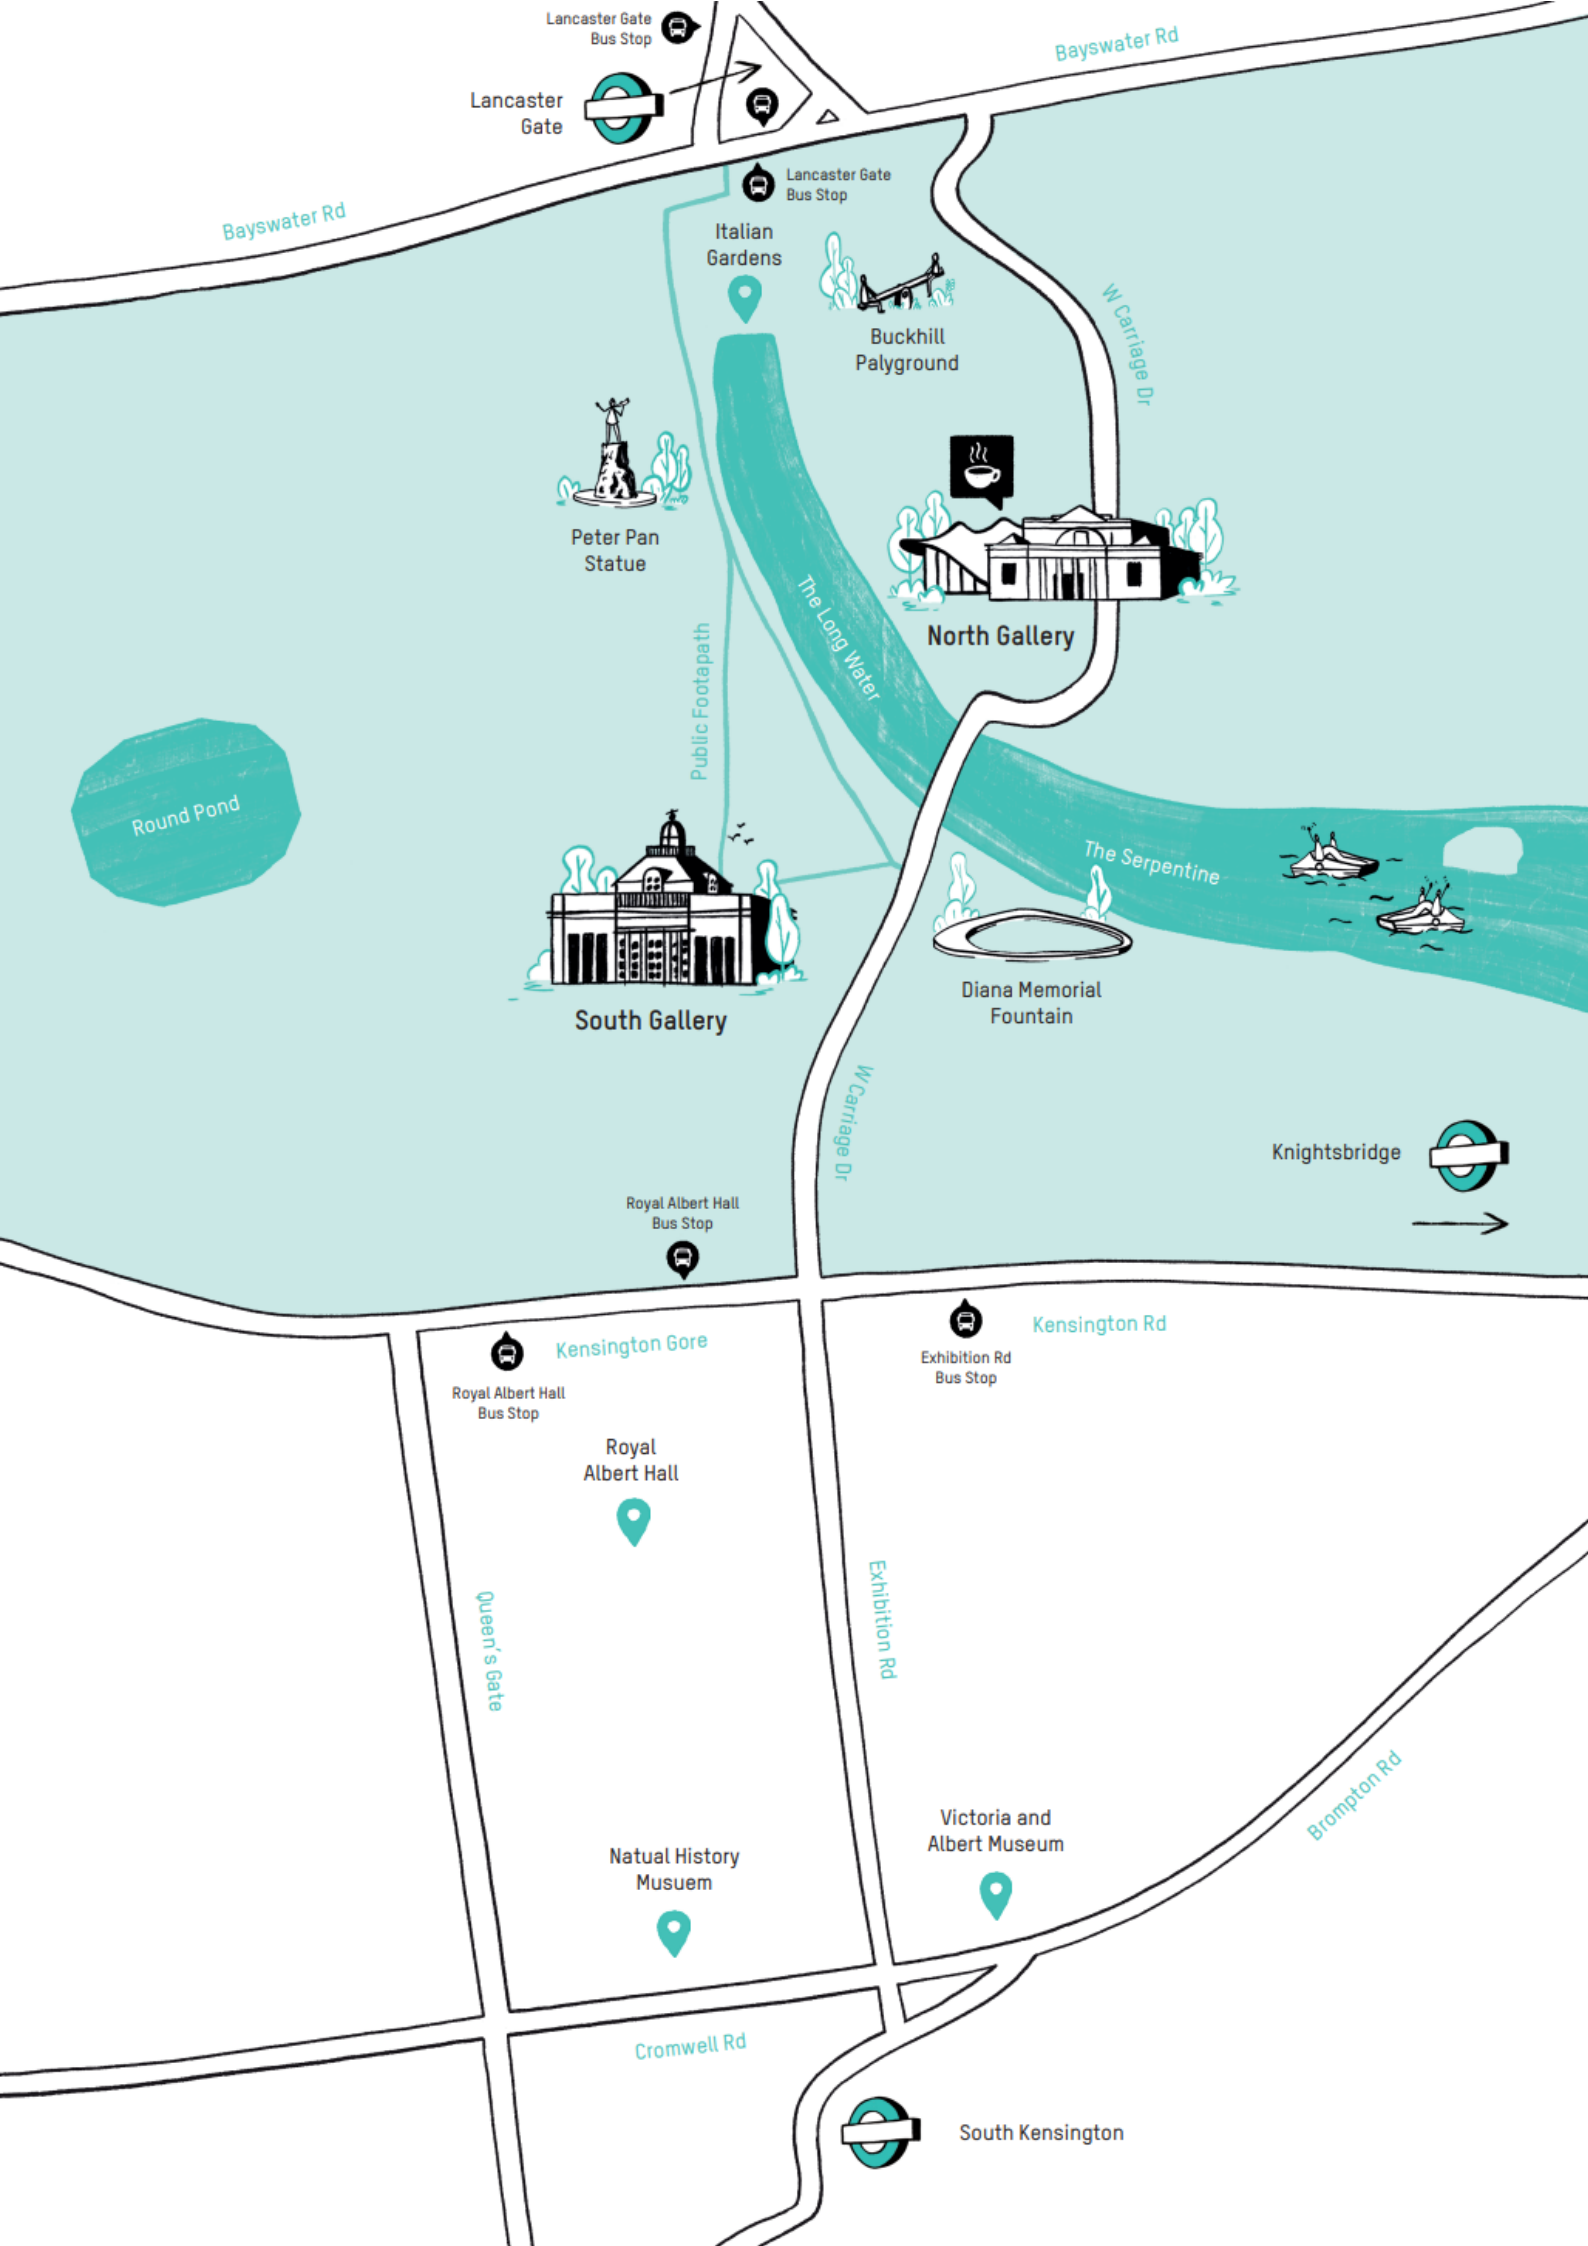 Lancaster Gate
Bus Stop
Bayswater Rd
Lancaster
Gate
Lancaster Gate
Bus Stop
Bayswater Rd
Italian
Gardens
Buckhill
Palyground
W Carriage Dr
Peter Pan
Statue
The Long Water
North Gallery
Public Footapath
Round Pond
The Serpentine
South Gallery
Diana Memorial
Fountain
W Carriage Dr
Knightsbridge
Royal Albert Hall
Bus Stop
Kensington Gore
Kensington Rd
Exhibition Rd
Bus Stop
Royal Albert Hall
Bus Stop
Royal
Albert Hall
Queen's Gate
Exhibition Rd
Brompton Rd
Victoria and
Albert Museum
Natual History
Musuem
Cromwell Rd
South Kensington